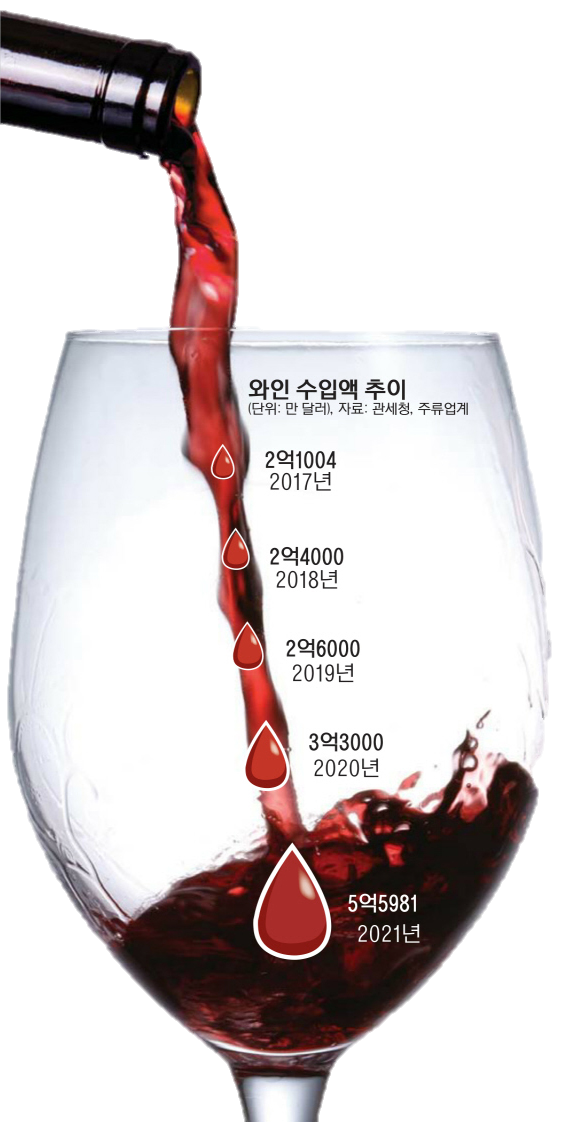 와인 수입액 추이
(단위: 만 달러), 자료: 관세청, 주류업계
2억1004
2017년
2억4000
2018년
2억6000
2019년
3억3000
2020년
5억5981
2021년